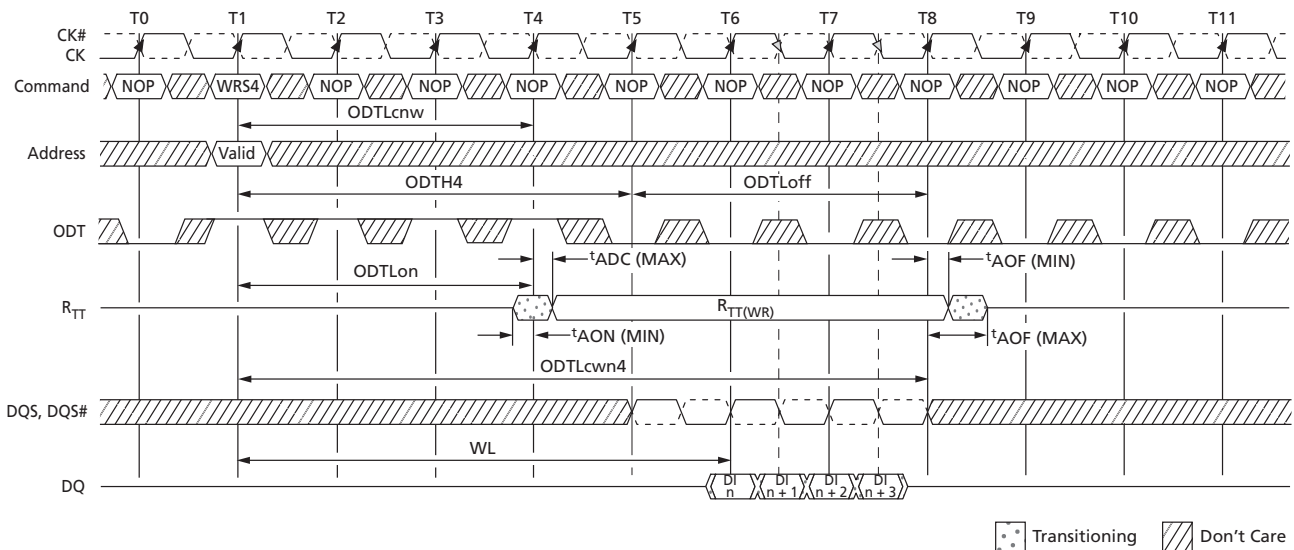 T0 T1 T2 T3 T4 T5 T6 T7 T8 T9 T10 T11
CK#
CK
Command NOP WRS4 NOP NOP NOP NOP NOP NOP NOP NOP NOP NOP
ODTLcnw
Address Valid
ODTH4 ODTLoff
ODT
tADC (MAX) tAOF (MIN)
ODTLon
RTT RTT(WR)
tAON (MIN) tAOF (MAX)
ODTLcwn4
DQS, DQS#
WL
DQ DI n DI n + 1 DI n + 2 DI n + 3
Transitioning Don't Care